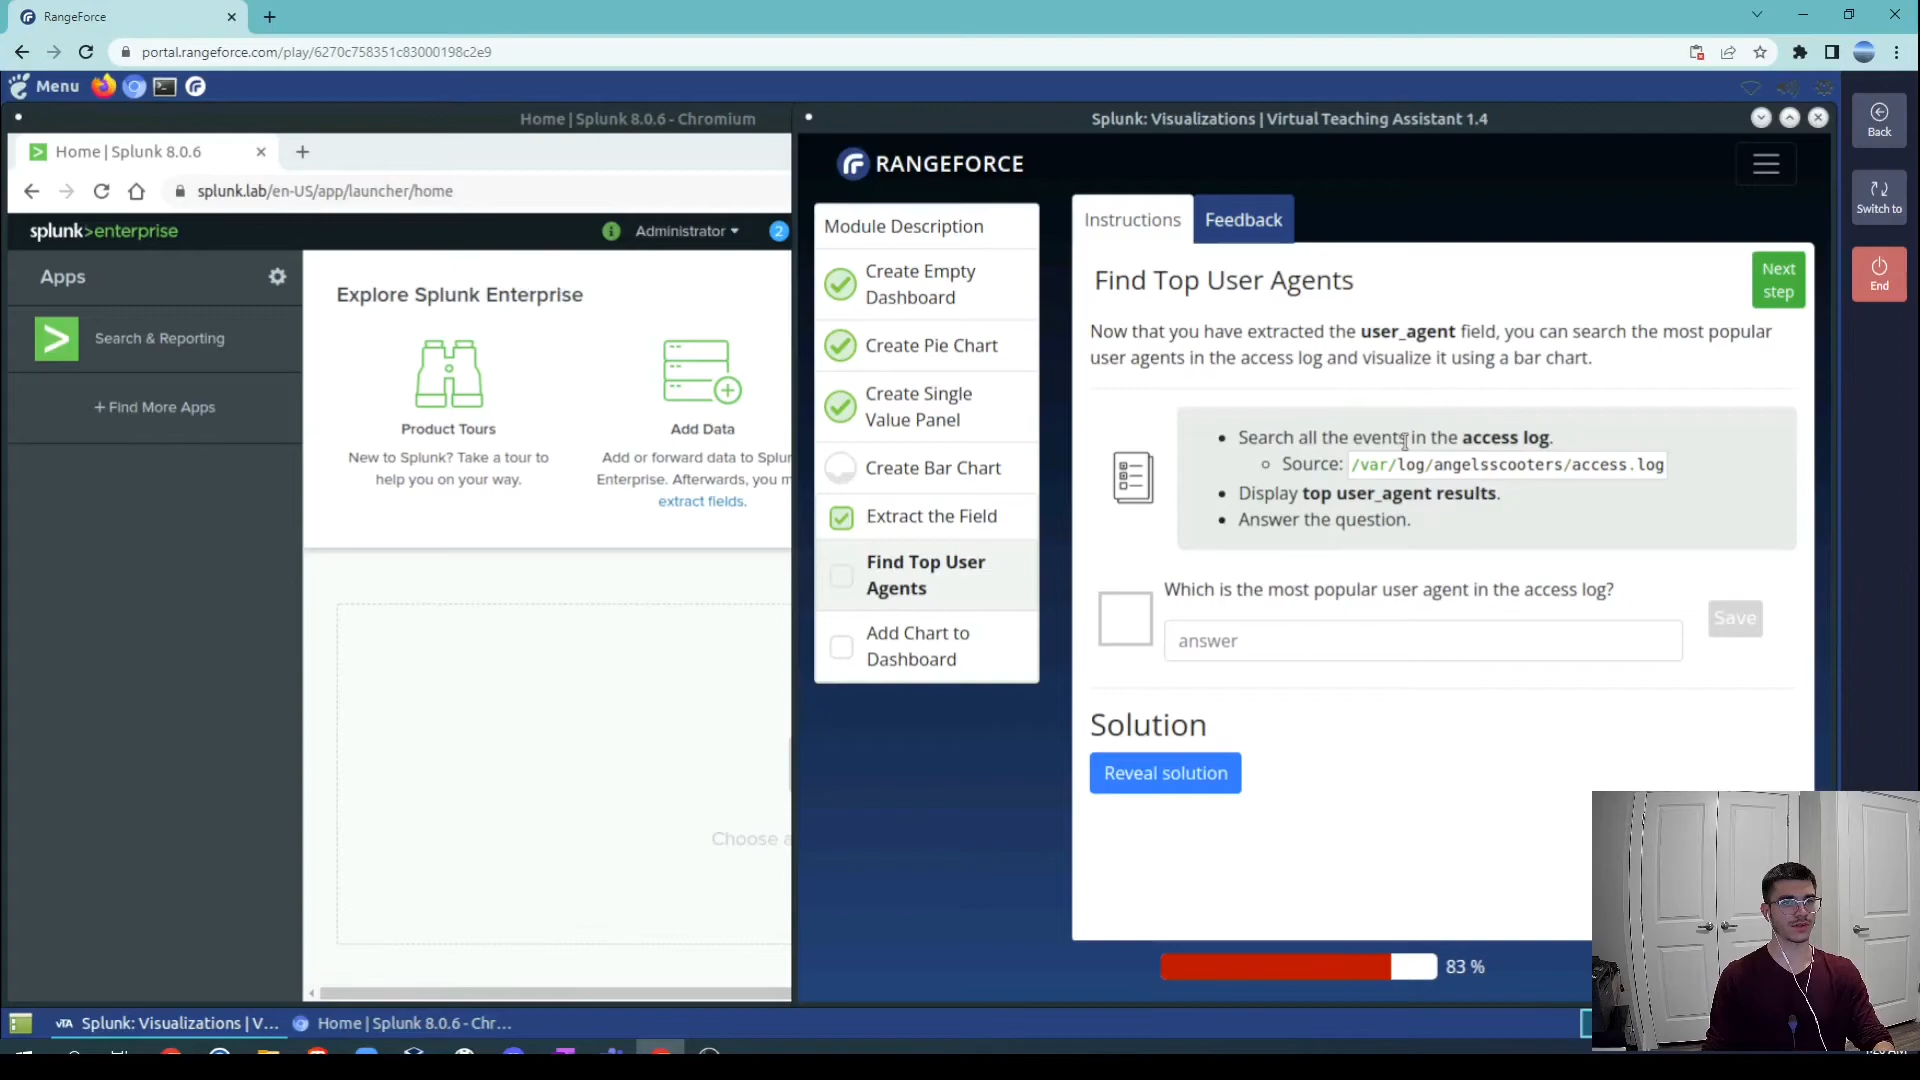 RangeForce
portal.rangeforce.com/play/6270c758351c83000198c2e9
Menu
Home | Splunk 8.0.6 - Chromium
Splunk: Visualizations | Virtual Teaching Assistant 1.4
Back
Switch to
End
Home | Splunk 8.0.6
splunk.lab/en-US/app/launcher/home
splunk>enterprise
Administrator
2
Apps
Search & Reporting
+ Find More Apps
Explore Splunk Enterprise
Product Tours
New to Splunk? Take a tour to
help you on your way.
Add Data
Add or forward data to Splun
Enterprise. Afterwards, you m
extract fields.
Choose a
RANGEFORCE
Module Description
Create Empty
Dashboard
Create Pie Chart
Create Single
Value Panel
Create Bar Chart
Extract the Field
Find Top User
Agents
Add Chart to
Dashboard
Instructions
Feedback
Find Top User Agents
Next
step
Now that you have extracted the user_agent field, you can search the most popular
user agents in the access log and visualize it using a bar chart.
Search all the events in the access log.
Source: /var/log/angelsscooters/access.log
Display top user_agent results.
Answer the question.
Which is the most popular user agent in the access log?
answer
Save
Solution
Reveal solution
83 %
VTA Splunk: Visualizations | V...
Home | Splunk 8.0.6 - Chr...